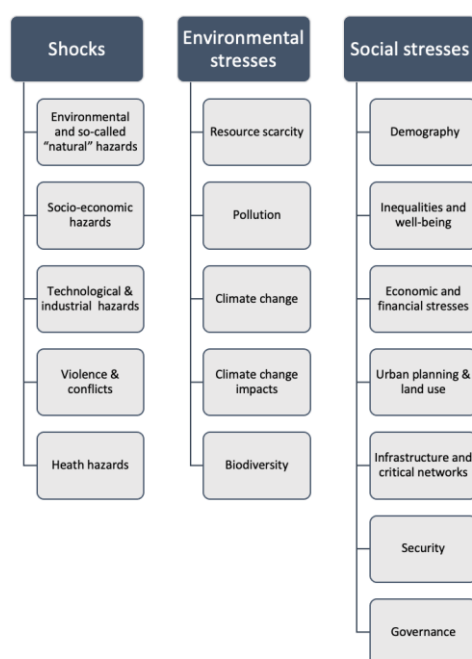 Shocks
Environmental
and so-called
“natural” hazards
Socio-economic
hazards
Technological &
industrial hazards
Violence &
conflicts
Heath hazards
Environmental
stresses
Resource scarcity
Pollution
Climate change
Climate change
impacts
Biodiversity
Social stresses
Demography
Inequalities and
well-being
Economic and
financial stresses
Urban planning &
land use
Infrastructure and
critical networks
Security
Governance